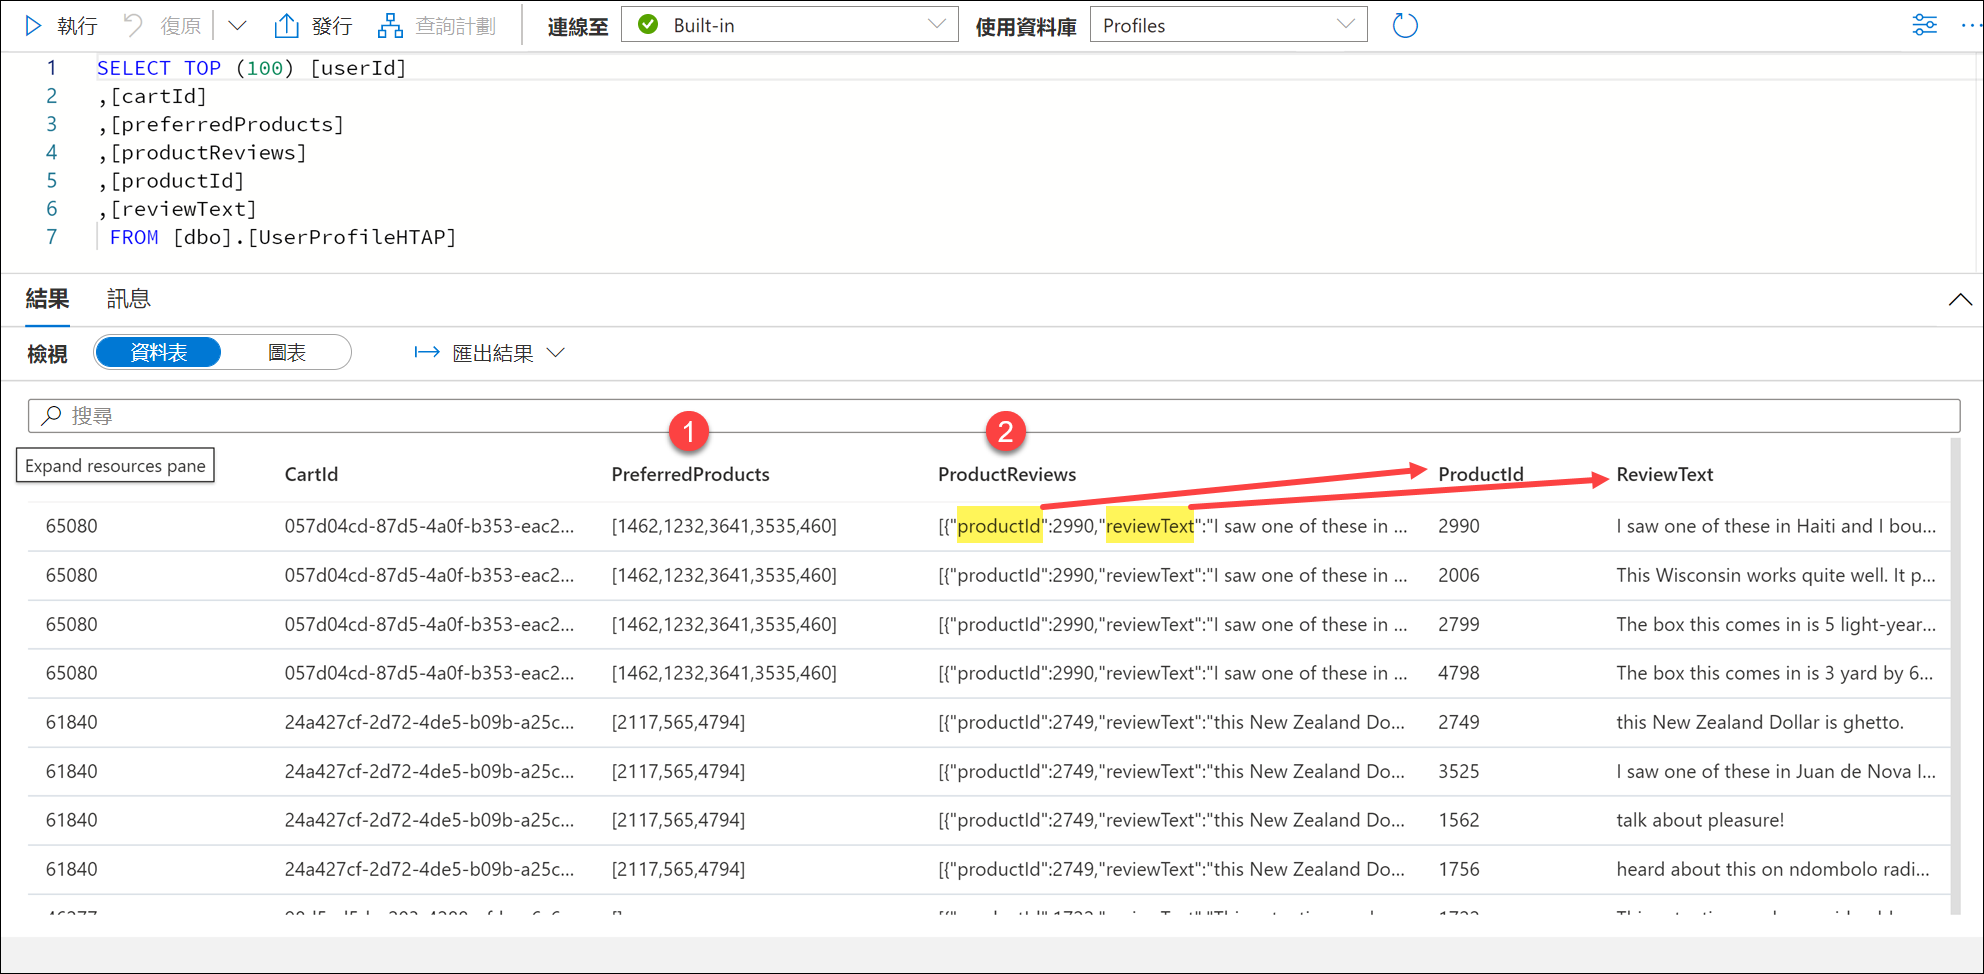 執行 復原 發行 查詢計劃 連線至 Built-in 使用資料庫 Profiles
1 SELECT TOP (100) [userId]
2 ,[cartId]
3 ,[preferredProducts]
4 ,[productReviews]
5 ,[productId]
6 ,[reviewText]
7 FROM [dbo].[UserProfileHTAP]
結果 訊息
檢視 資料表 圖表 匯出結果
搜尋
1 2
Expand resources pane CartId PreferredProducts ProductReviews ProductId ReviewText
65080 057d04cd-87d5-4a0f-b353-eac2... [1462,1232,3641,3535,460] [{"productId":2990,"reviewText":"I saw one of these in ... 2990 I saw one of these in Haiti and I bou...
65080 057d04cd-87d5-4a0f-b353-eac2... [1462,1232,3641,3535,460] [{"productId":2990,"reviewText":"I saw one of these in ... 2006 This Wisconsin works quite well. It p...
65080 057d04cd-87d5-4a0f-b353-eac2... [1462,1232,3641,3535,460] [{"productId":2990,"reviewText":"I saw one of these in ... 2799 The box this comes in is 5 light-year...
65080 057d04cd-87d5-4a0f-b353-eac2... [1462,1232,3641,3535,460] [{"productId":2990,"reviewText":"I saw one of these in ... 4798 The box this comes in is 3 yard by 6...
61840 24a427cf-2d72-4de5-b09b-a25c... [2117,565,4794] [{"productId":2749,"reviewText":"this New Zealand Do... 2749 this New Zealand Dollar is ghetto.
61840 24a427cf-2d72-4de5-b09b-a25c... [2117,565,4794] [{"productId":2749,"reviewText":"this New Zealand Do... 3525 I saw one of these in Juan de Nova I...
61840 24a427cf-2d72-4de5-b09b-a25c... [2117,565,4794] [{"productId":2749,"reviewText":"this New Zealand Do... 1562 talk about pleasure!
61840 24a427cf-2d72-4de5-b09b-a25c... [2117,565,4794] [{"productId":2749,"reviewText":"this New Zealand Do... 1756 heard about this on ndombolo radi...